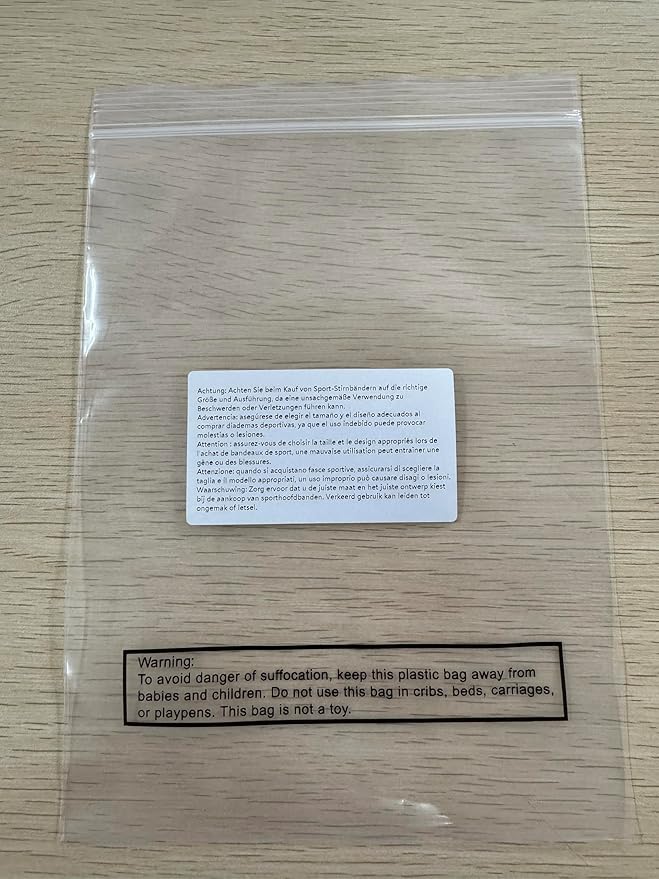 Achtung: Achten Sie beim Kauf von Sport-Stirnbändern auf die richtige
Größe und Ausführung, da eine unsachgemäße Verwendung zu
Beschwerden oder Verletzungen führen kann.
Advertencia: asegúrese de elegir el tamaño y el diseño adecuados al
comprar diademas deportivas, ya que el uso indebido puede provocar
molestias o lesiones.
Attention : assurez-vous de choisir la taille et le design appropriés lors de
l'achat de bandeaux de sport, une mauvaise utilisation peut entraîner une
gêne ou des blessures.
Attenzione: quando si acquistano fasce sportive, assicurarsi di scegliere la
taglia e il modello appropriati, un uso improprio può causare disagi o lesioni.
Waarschuwing: Zorg ervoor dat u de juiste maat en het juiste ontwerp kiest
bij de aankoop van sporthoofdbanden. Verkeerd gebruik kan leiden tot
ongemak of letsel.
Warning:
To avoid danger of suffocation, keep this plastic bag away from
babies and children. Do not use this bag in cribs, beds, carriages,
or playpens. This bag is not a toy.